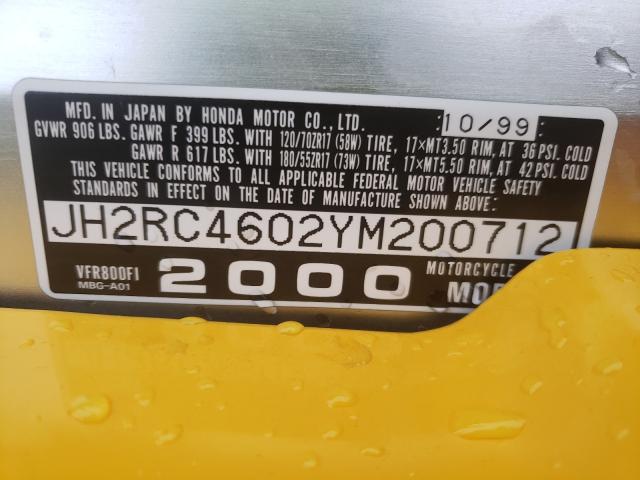 MFD. IN JAPAN BY HONDA MOTOR CO., LTD. 10/99
GVWR 906 LBS. GAWR F 399 LBS. WITH 120/70ZR17 (58W) TIRE, 17×MT3.50 RIM, AT 36 PSI. COLD
GAWR R 617 LBS. WITH 180/55ZR17 (73W) TIRE, 17×MT5.50 RIM, AT 42 PSI. COLD
THIS VEHICLE CONFORMS TO ALL APPLICABLE FEDERAL MOTOR VEHICLE SAFETY
STANDARDS IN EFFECT ON THE DATE OF MANUFACTURE SHOWN ABOVE:
JH2RC4602YM200712
VFR800FI 2000 MOTORCYCLE
MBG-A01